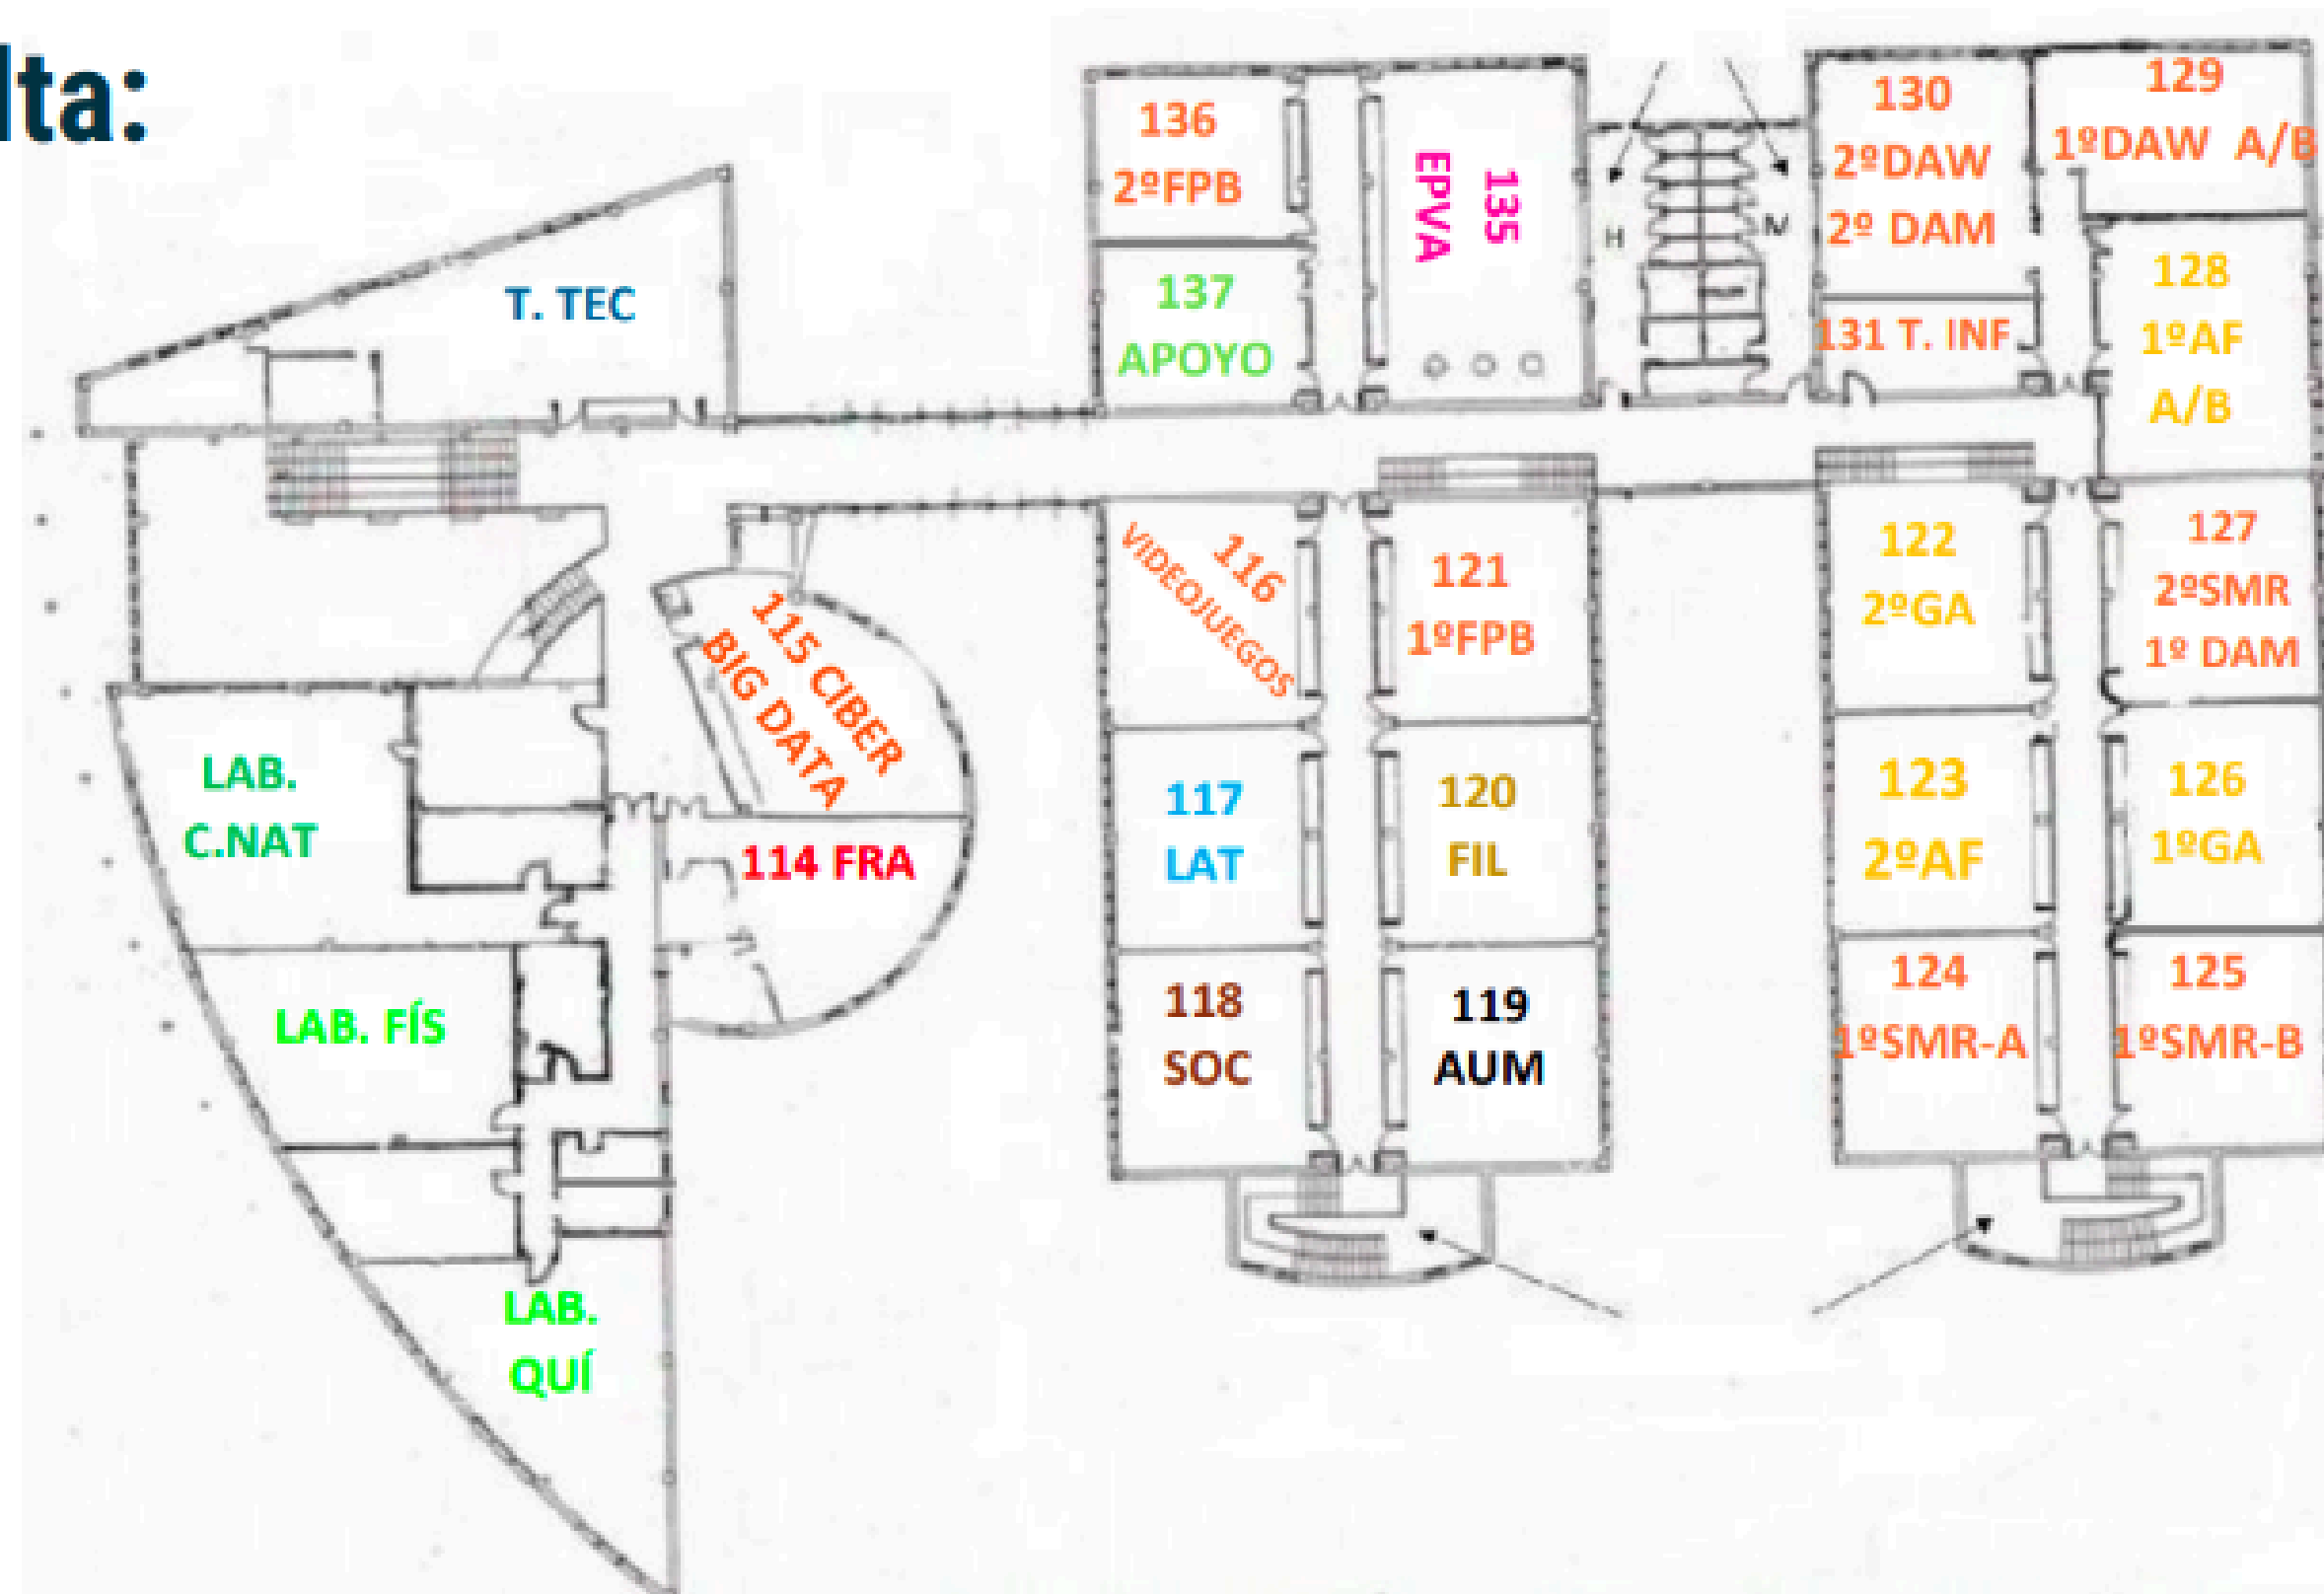 lta:
136
2ºFPB
135
EPVA
H
M
130
2ºDAW
2º DAM
129
1ºDAW A/B
T. TEC
137
APOYO
131 T. INF
128
1ºAF
A/B
116
VIDEOJUEGOS
121
1ºFPB
122
2ºGA
127
2ºSMR
1º DAM
115 CIBER
BIG DATA
LAB.
C.NAT
114 FRA
117
LAT
120
FIL
123
2ºAF
126
1ºGA
LAB. FÍS
118
SOC
119
AUM
124
1ºSMR-A
125
1ºSMR-B
LAB.
QUÍ